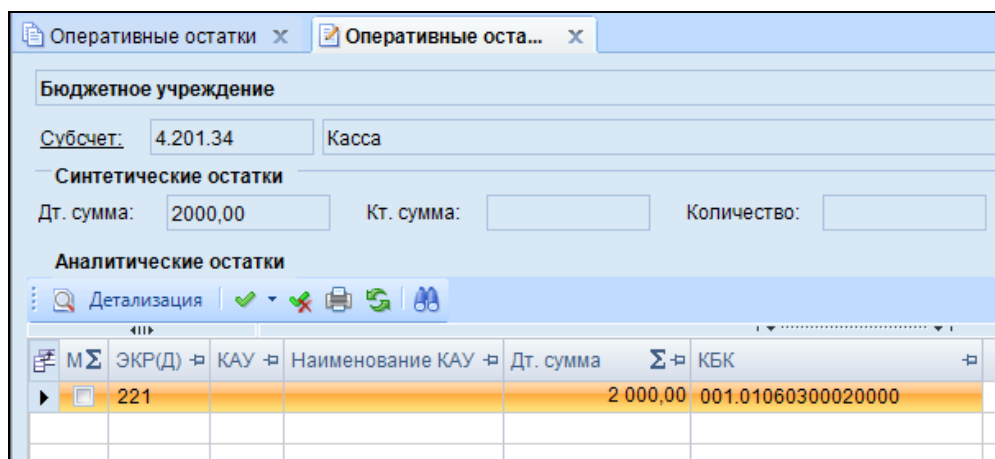 Оперативные остатки x Оперативные оста... x
Бюджетное учреждение
Субсчет: 4.201.34 Касса
Синтетические остатки
Дт. сумма: 2000,00 Кт. сумма: Количество:
Аналитические остатки
Детализация
М Σ ЭКР(Д) КАУ Наименование КАУ Дт. сумма Σ КБК
221 2 000,00 001.01060300020000